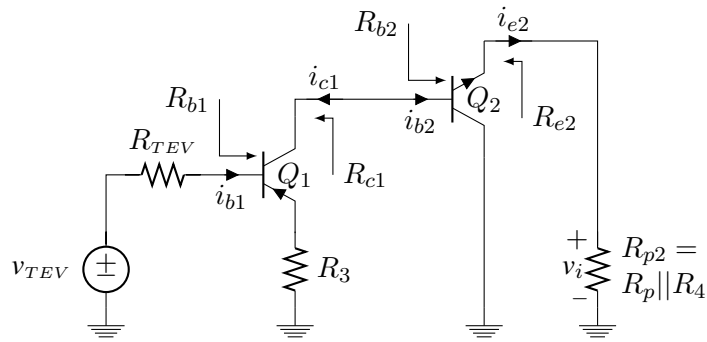 R_{b2}
i_{e2}
R_{b1}
i_{c1}
Q_2
i_{b2}
R_{e2}
R_{TEV}
Q_1
R_{c1}
i_{b1}
v_{TEV}
+
−
R_3
+
v_i
−
R_{p2} =
R_p||R_4